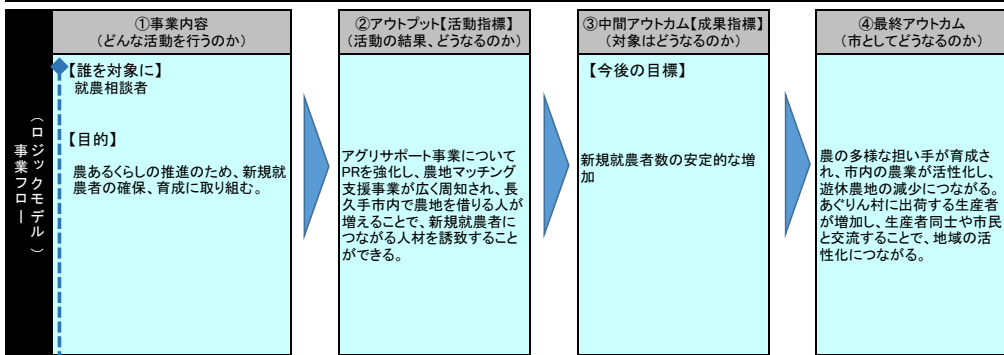 事業フロー
（ロジックモデル）
①事業内容
（どんな活動を行うのか）
【誰を対象に】
就農相談者
【目的】
農あるくらしの推進のため、新規就
農者の確保、育成に取り組む。
②アウトプット【活動指標】
（活動の結果、どうなるのか）
アグリサポート事業について
PRを強化し、農地マッチング
支援事業が広く周知され、長
久手市内で農地を借りる人が
増えることで、新規就農者に
つながる人材を誘致すること
ができる。
③中間アウトカム【成果指標】
（対象はどうなるのか）
【今後の目標】
新規就農者数の安定的な増
加
④最終アウトカム
（市としてどうなるのか）
農の多様な担い手が育成さ
れ、市内の農業が活性化し、
遊休農地の減少につながる。
あぐりん村に出荷する生産者
が増加し、生産者同士や市民
と交流することで、地域の活
性化につながる。